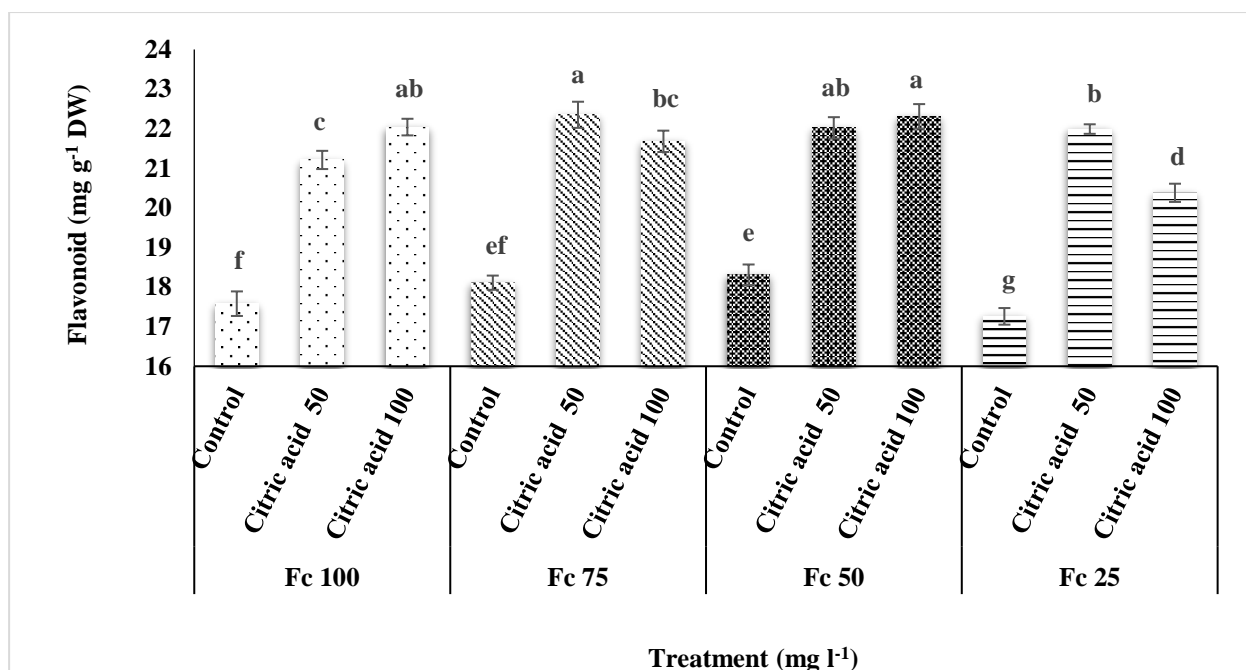 24
23
22
21
20
19
18
17
16
Flavonoid (mg g-1 DW)
f
c
ab
ef
a
bc
e
ab
a
g
b
d
Control
Citric acid 50
Citric acid 100
Control
Citric acid 50
Citric acid 100
Control
Citric acid 50
Citric acid 100
Control
Citric acid 50
Citric acid 100
Fc 100
Fc 75
Fc 50
Fc 25
Treatment (mg l-1)